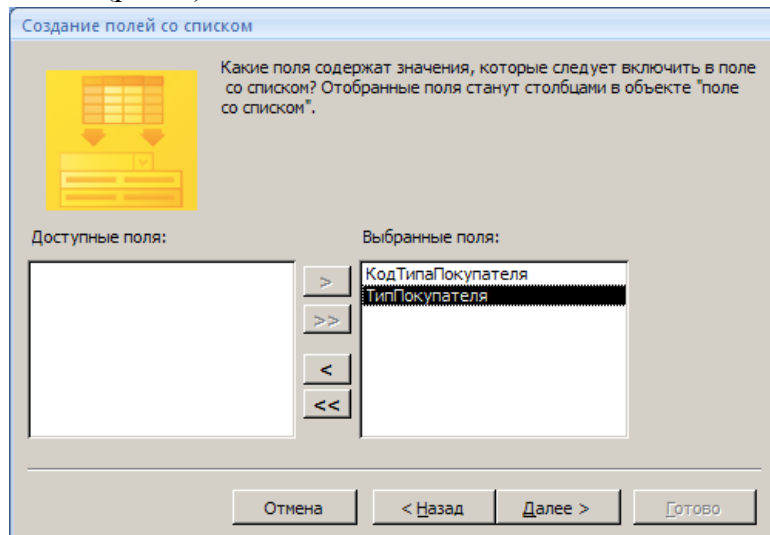 Создание полей со списком
Какие поля содержат значения, которые следует включить в поле
со списком? Отобранные поля станут столбцами в объекте "поле
со списком".
Доступные поля:
Выбранные поля:
КодТипаПокупателя
ТипПокупателя
>
>>
<
<<
Отмена
< Назад
Далее >
Готово